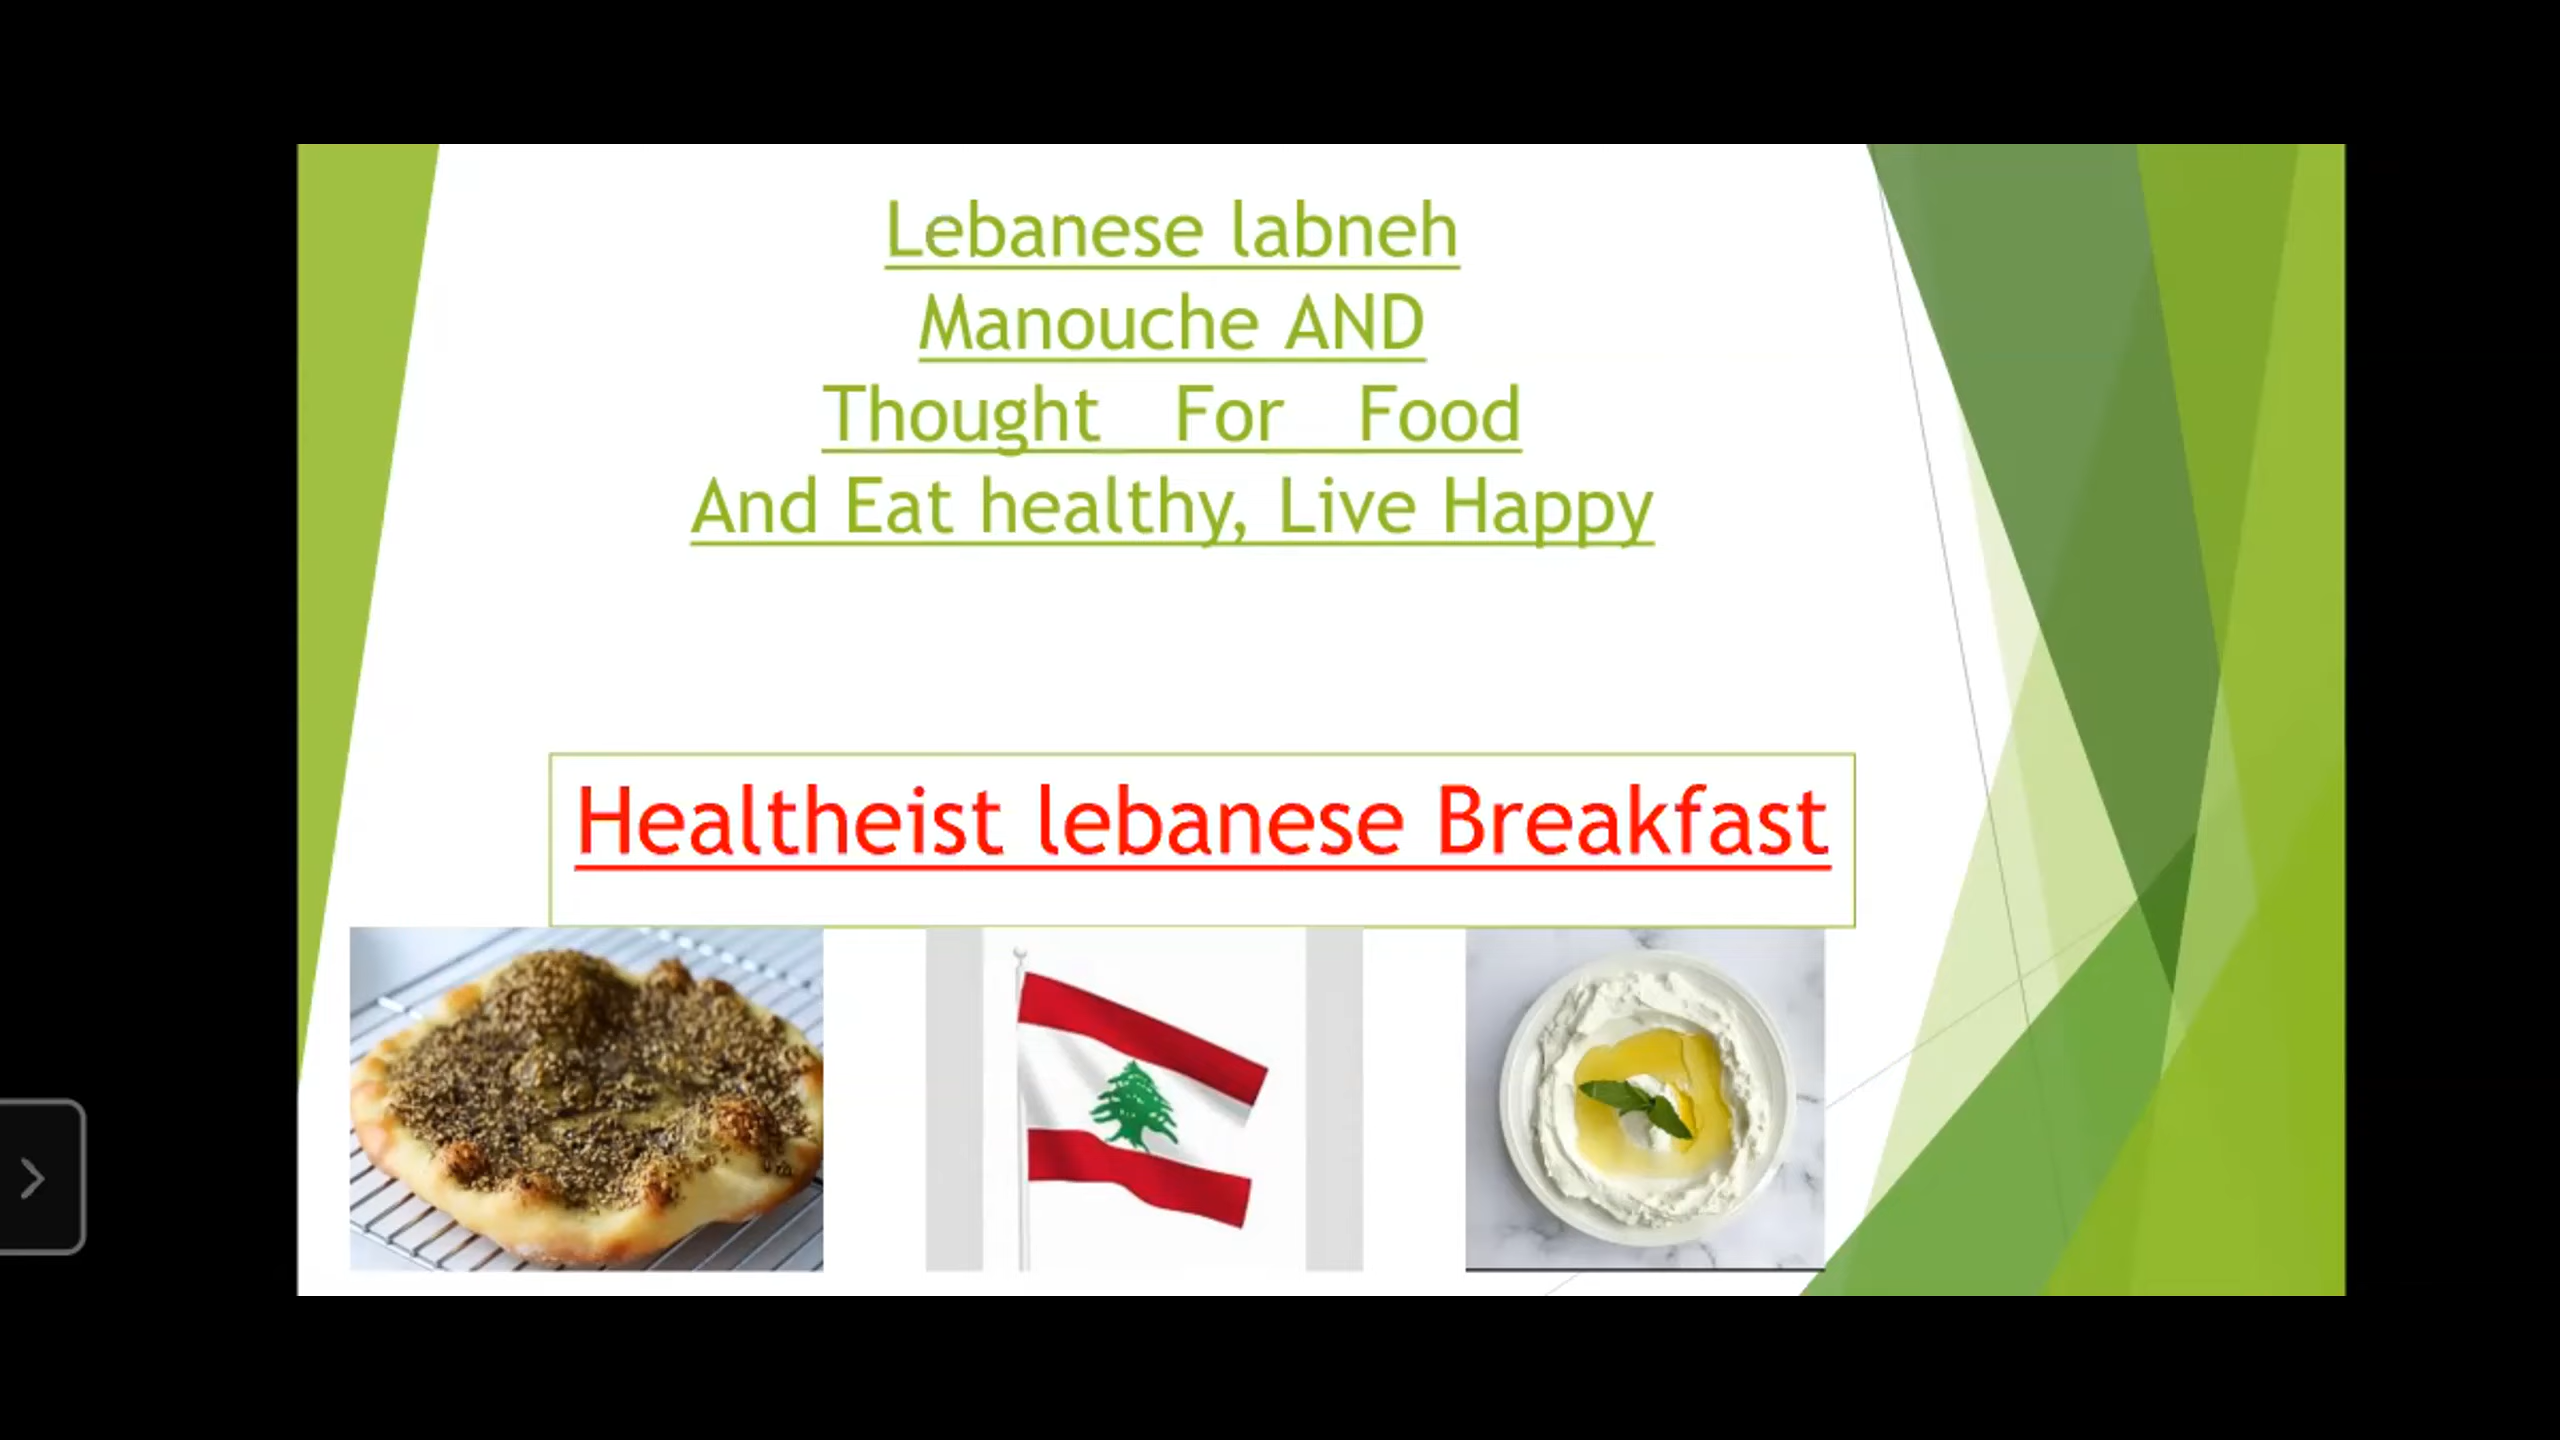 Lebanese labneh
Manouche AND
Thought For Food
And Eat healthy, Live Happy
Healtheist lebanese Breakfast